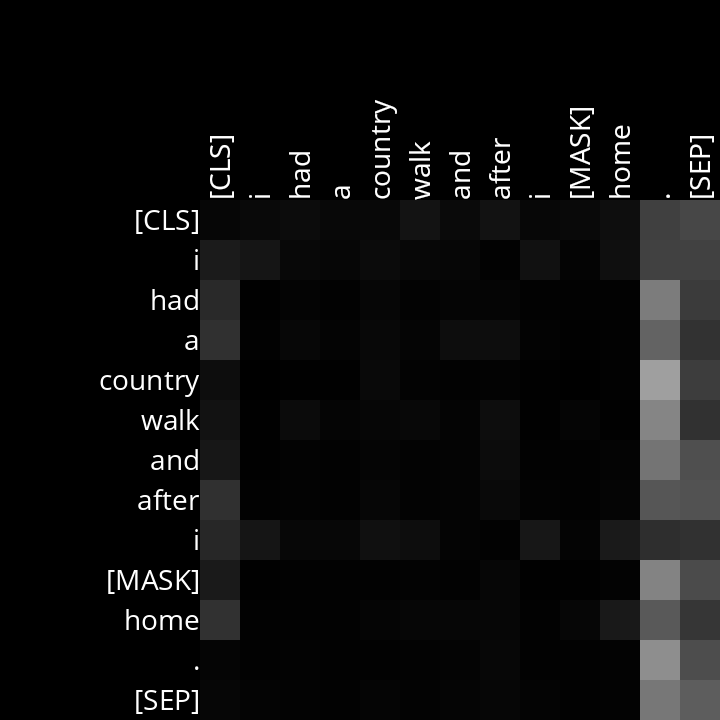 [CLS] i had a country walk and after i [MASK] home . [SEP]
[CLS]
i
had
a
country
walk
and
after
i
[MASK]
home
.
[SEP]